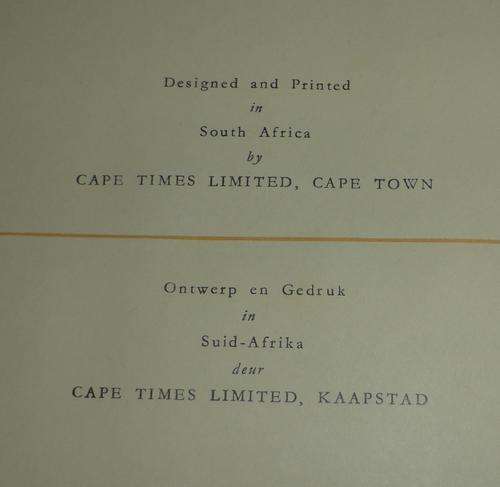 Designed and Printed
in
South Africa
by
CAPE TIMES LIMITED, CAPE TOWN
Ontwerp en Gedruk
in
Suid-Afrika
deur
CAPE TIMES LIMITED, KAAPSTAD